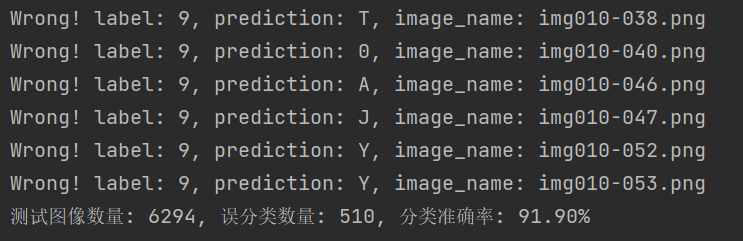 Wrong! label: 9, prediction: T, image_name: img010-038.png
Wrong! label: 9, prediction: 0, image_name: img010-040.png
Wrong! label: 9, prediction: A, image_name: img010-046.png
Wrong! label: 9, prediction: J, image_name: img010-047.png
Wrong! label: 9, prediction: Y, image_name: img010-052.png
Wrong! label: 9, prediction: Y, image_name: img010-053.png
测试图像数量: 6294, 误分类数量: 510, 分类准确率: 91.90%